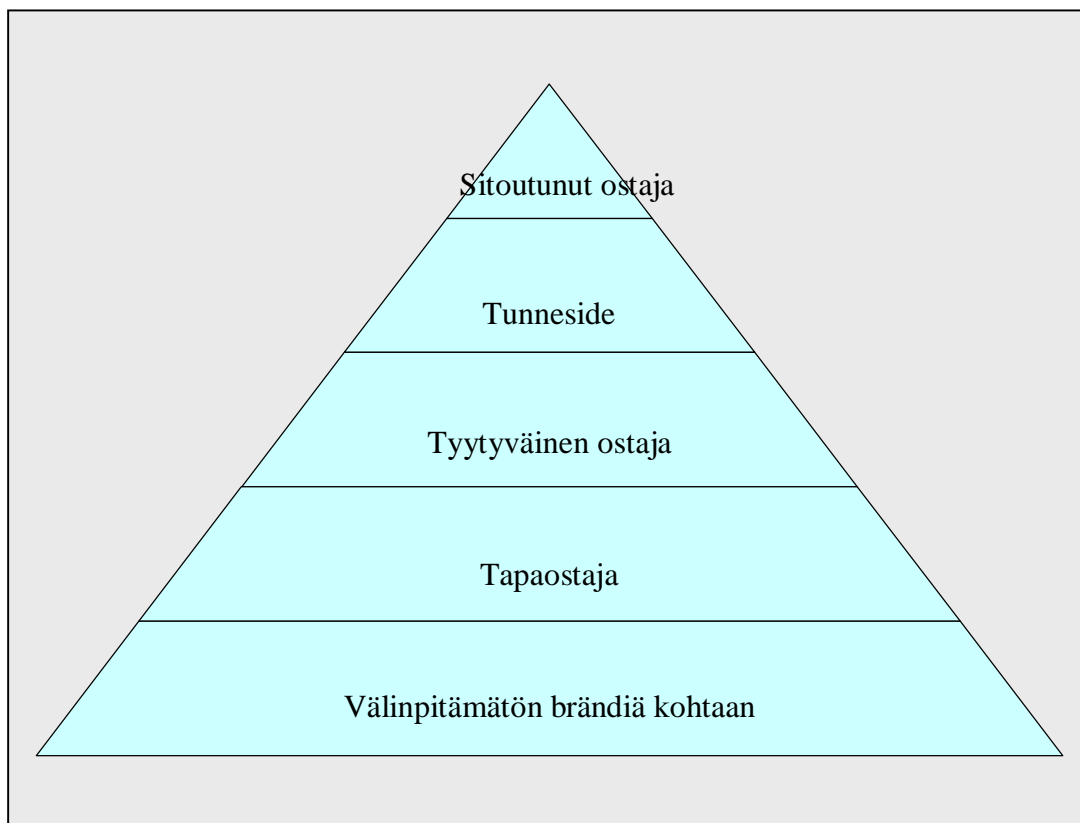 Sitoutunut ostaja
Tunneside
Tyytyväinen ostaja
Tapaostaja
Välinpitämätön brändiä kohtaan